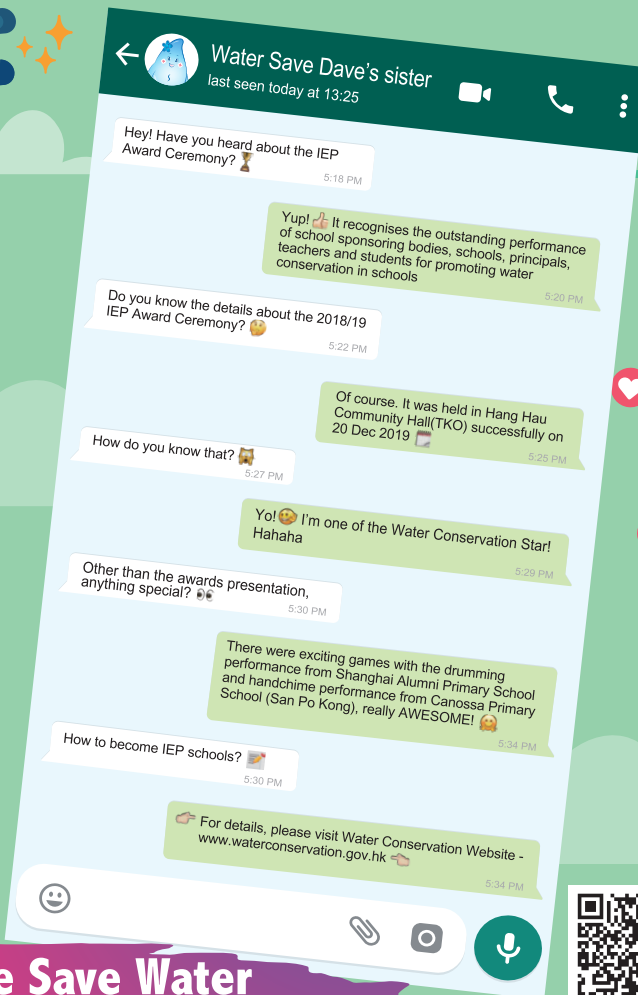 Water Save Dave's sister
last seen today at 13:25
Hey! Have you heard about the IEP
Award Ceremony?
5:18 PM
Yup! 👍 It recognises the outstanding performance
of school sponsoring bodies, schools, principals,
teachers and students for promoting water
conservation in schools
5:20 PM
Do you know the details about the 2018/19
IEP Award Ceremony?
5:22 PM
Of course. It was held in Hang Hau
Community Hall(TKO) successfully on
20 Dec 2019
5:25 PM
How do you know that?
5:27 PM
Yo! I'm one of the Water Conservation Star!
Hahaha
5:29 PM
Other than the awards presentation,
anything special?
5:30 PM
There were exciting games with the drumming
performance from Shanghai Alumni Primary School
and handchime performance from Canossa Primary
School (San Po Kong), really AWESOME!
5:34 PM
How to become IEP schools?
5:30 PM
For details, please visit Water Conservation Website -
www.waterconservation.gov.hk
5:34 PM
e Save Water